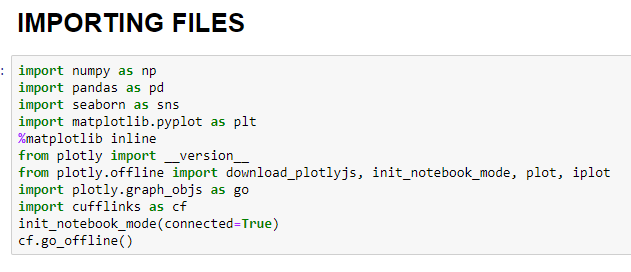 IMPORTING FILES
:
import numpy as np
import pandas as pd
import seaborn as sns
import matplotlib.pyplot as plt
%matplotlib inline
from plotly import __version__
from plotly.offline import download_plotlyjs, init_notebook_mode, plot, iplot
import plotly.graph_objs as go
import cufflinks as cf
init_notebook_mode(connected=True)
cf.go_offline()